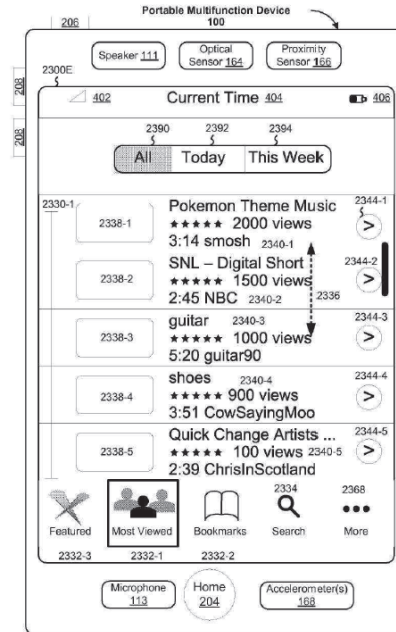 Portable Multifunction Device
100
206
Speaker 111
Optical
Sensor 164
Proximity
Sensor 166
2300E
208
208
402
Current Time 404
406
2390
2392
2394
All
Today
This Week
2330-1
2338-1
Pokemon Theme Music
★★★★★ 2000 views
3:14 smosh 2340-1
2344-1
>
2338-2
SNL – Digital Short
★★★★★ 1500 views
2:45 NBC 2340-2
2336
2344-2
>
2338-3
guitar 2340-3
★★★★★ 1000 views
5:20 guitar90
2344-3
>
2338-4
shoes 2340-4
★★★★★ 900 views
3:51 CowSayingMoo
2344-4
>
2338-5
Quick Change Artists ...
★★★★★ 100 views 2340-5
2:39 ChrisInScotland
2344-5
>
2334
2368
Featured
Most Viewed
Bookmarks
Search
More
2332-3
2332-1
2332-2
Microphone
113
Home
204
Accelerometer(s)
168